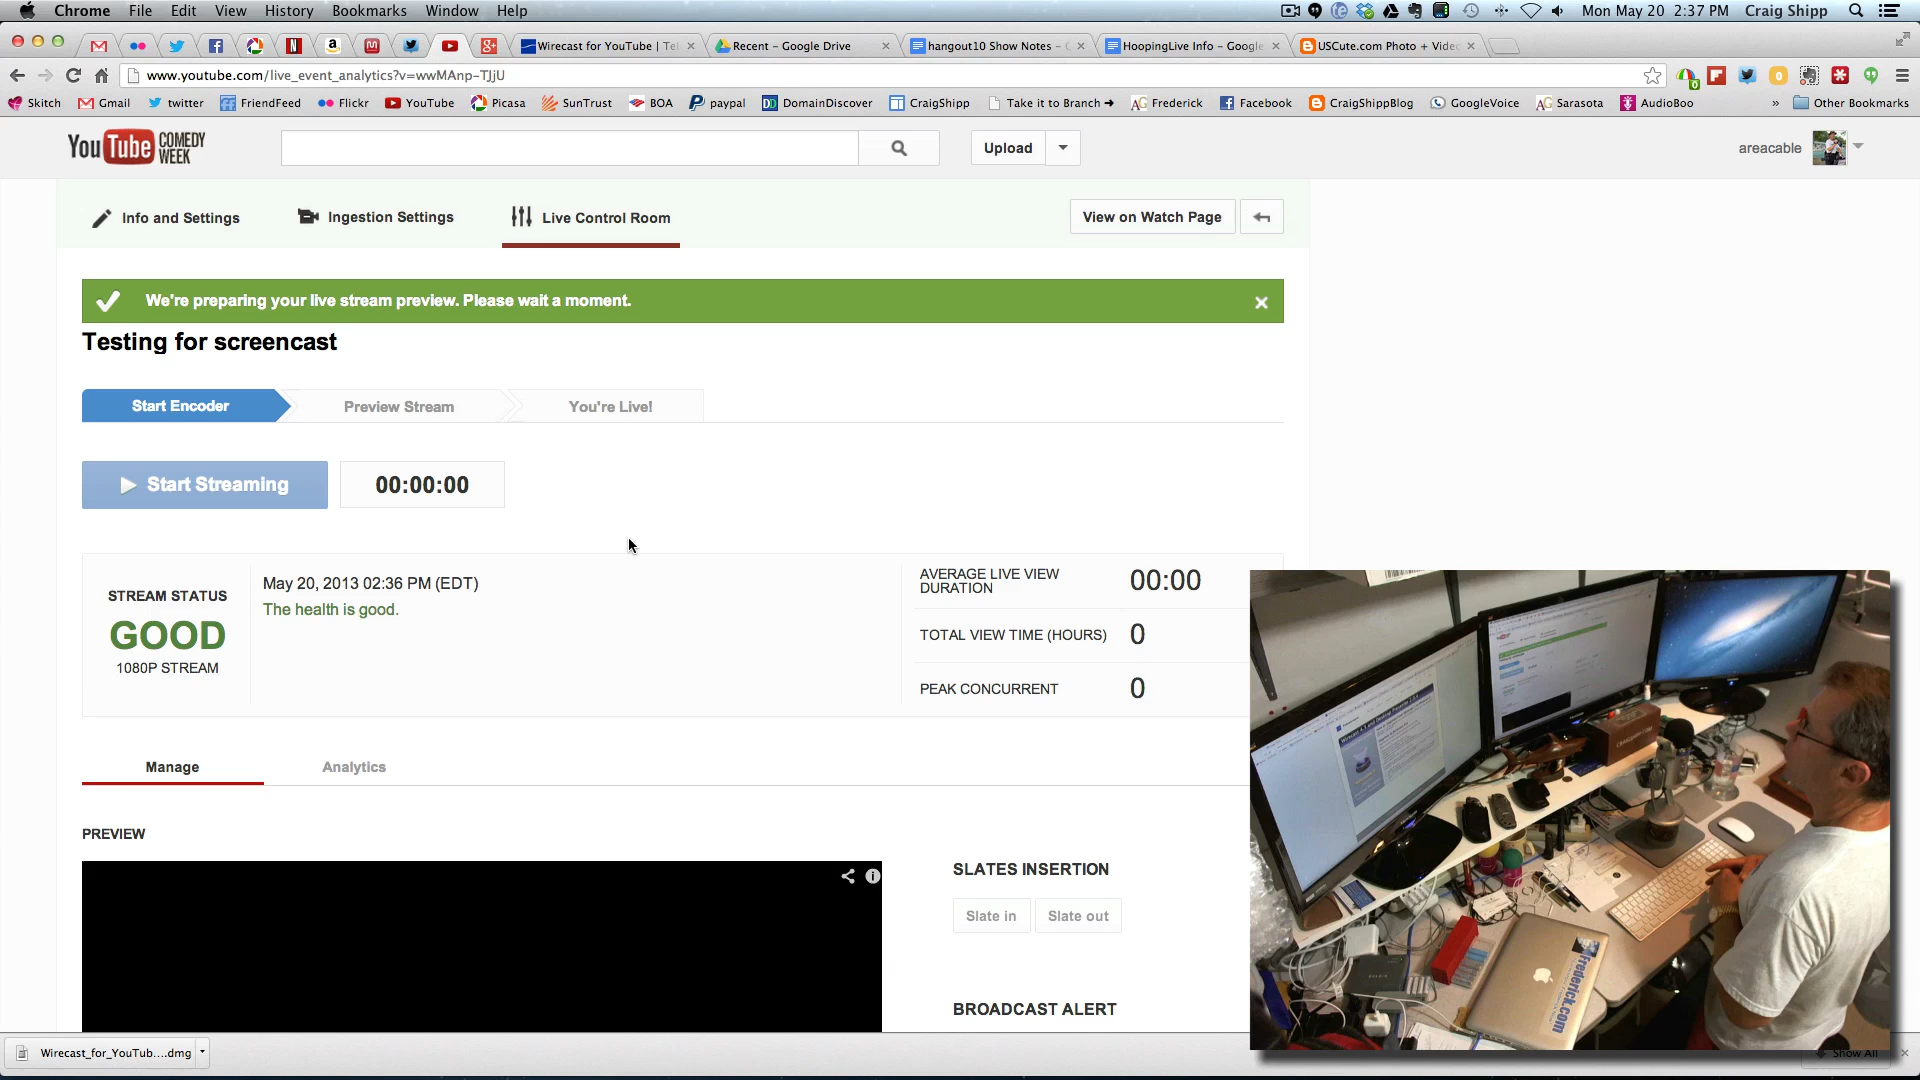 Chrome File Edit View History Bookmarks Window Help Mon May 20 2:37 PM Craig Shipp
Wirecast for YouTube | Te Recent - Google Drive hangout10 Show Notes - HoopingLive Info - Google USCute.com Photo + Vide
www.youtube.com/live_event_analytics?v=wwMAnp-TJjU
Skitch Gmail twitter FriendFeed Flickr YouTube Picasa SunTrust BOA paypal DomainDiscover CraigShipp Take it to Branch → Frederick Facebook CraigShippBlog GoogleVoice Sarasota AudioBoo » Other Bookmarks
YouTube COMEDY WEEK
Upload
areacable
Info and Settings
Ingestion Settings
Live Control Room
View on Watch Page
We're preparing your live stream preview. Please wait a moment.
Testing for screencast
Start Encoder
Preview Stream
You're Live!
Start Streaming
00:00:00
STREAM STATUS
GOOD
1080P STREAM
May 20, 2013 02:36 PM (EDT)
The health is good.
AVERAGE LIVE VIEW
DURATION
00:00
TOTAL VIEW TIME (HOURS)
0
PEAK CONCURRENT
0
Manage
Analytics
PREVIEW
SLATES INSERTION
Slate in
Slate out
BROADCAST ALERT
Frederick.com
Wirecast_for_YouTub....dmg
Show All